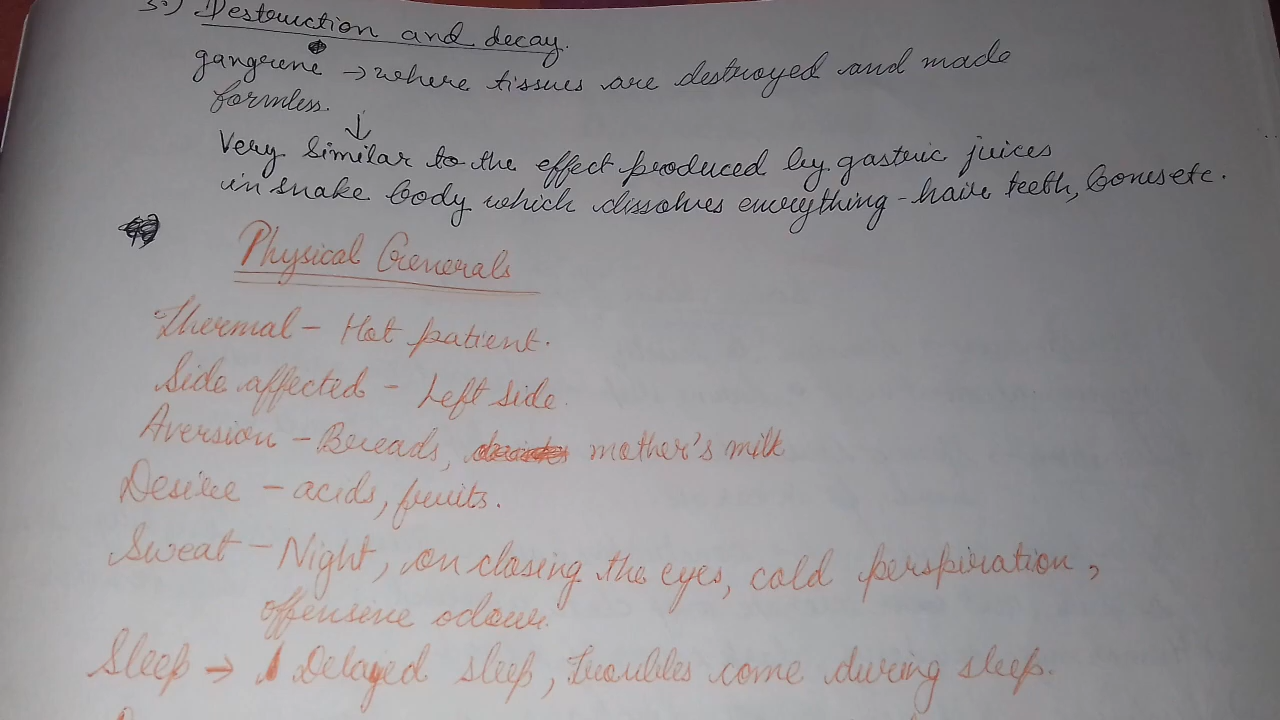 5.) Destruction and decay.
gangrene → where tissues are destroyed and made
formless.
↓
Very similar to the effect produced by gastric juices
in snake body which dissolves everything - hair teeth, bones etc.
Physical Generals
Thermal - Hot patient.
Side affected - Left side.
Aversion - Breads, mother's milk
Desire - acids, fruits.
Sweat - Night, on closing the eyes, cold perspiration,
offensive odour.
Sleep → Delayed sleep, troubles come during sleep.